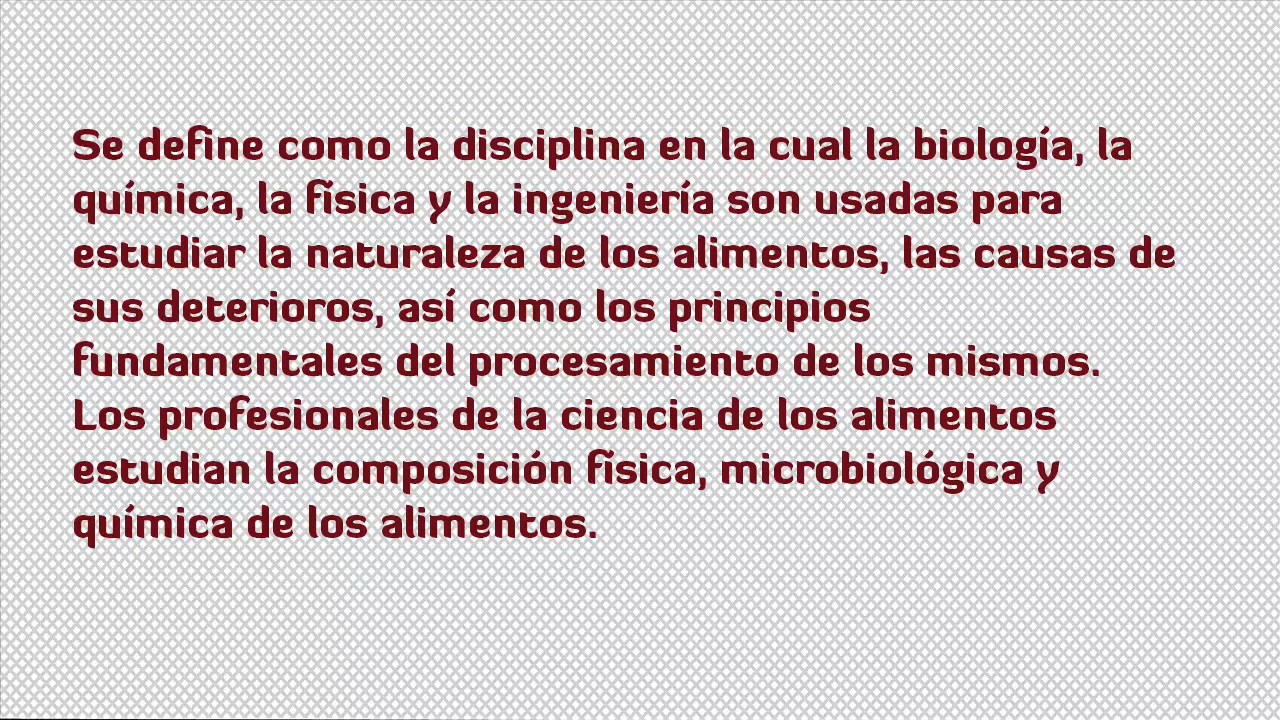 Se define como la disciplina en la cual la biología, la
química, la física y la ingeniería son usadas para
estudiar la naturaleza de los alimentos, las causas de
sus deterioros, así como los principios
fundamentales del procesamiento de los mismos.
Los profesionales de la ciencia de los alimentos
estudian la composición física, microbiológica y
química de los alimentos.